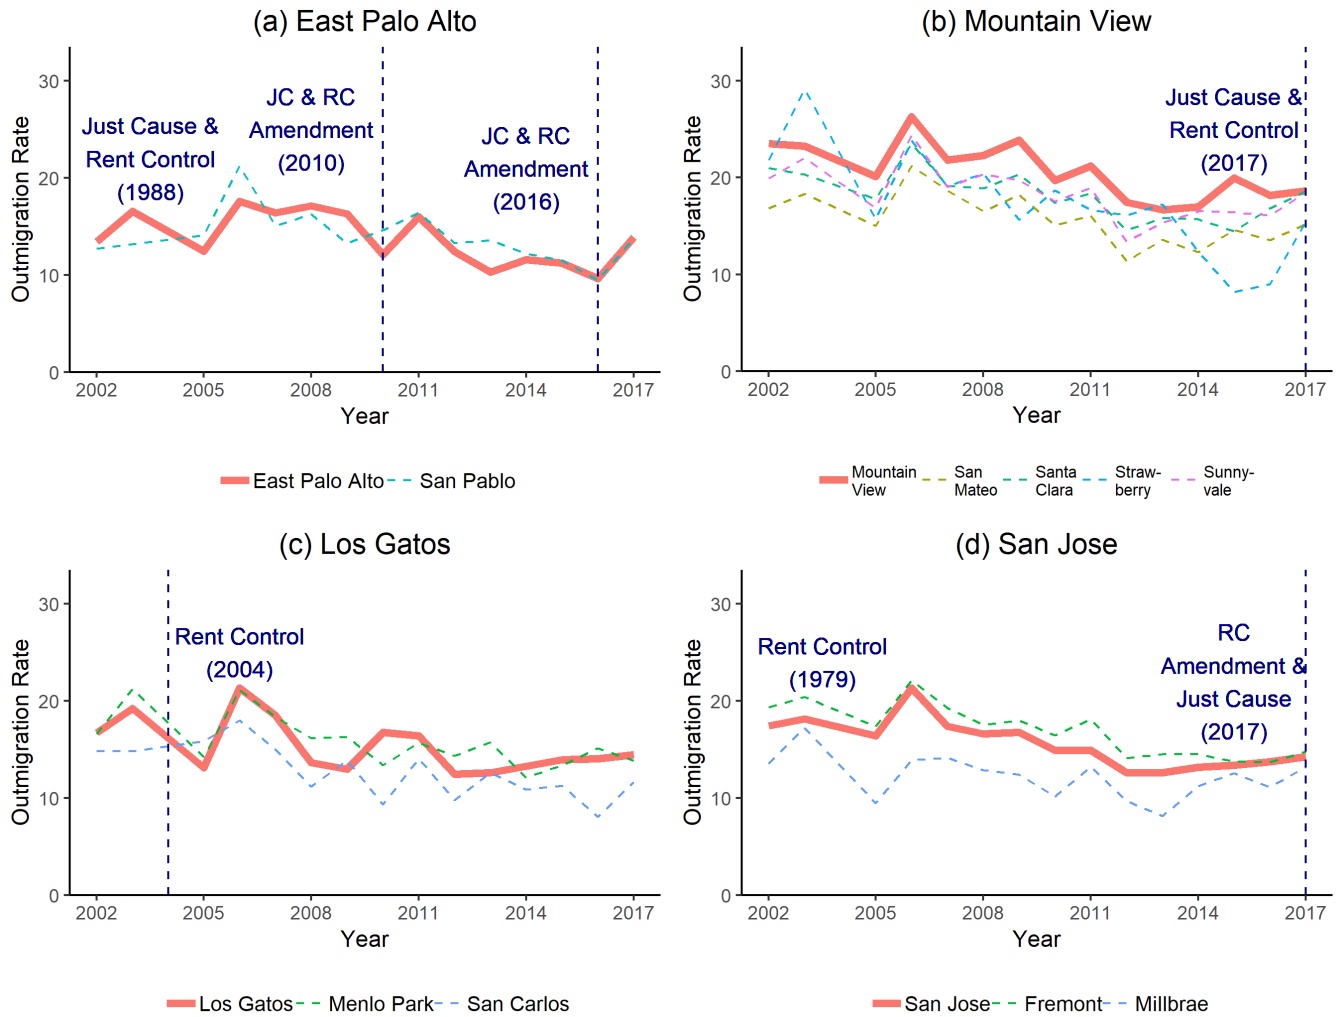 (a) East Palo Alto
Outmigration Rate
30
20
10
0
Just Cause &
Rent Control
(1988)
JC & RC
Amendment
(2010)
JC & RC
Amendment
(2016)
2002 2005 2008 2011 2014 2017
Year
East Palo Alto San Pablo
(b) Mountain View
Outmigration Rate
30
20
10
0
Just Cause &
Rent Control
(2017)
2002 2005 2008 2011 2014 2017
Year
Mountain View
San Mateo
Santa Clara
Straw-
berry
Sunny-
vale
(c) Los Gatos
Outmigration Rate
30
20
10
0
Rent Control
(2004)
2002 2005 2008 2011 2014 2017
Year
Los Gatos Menlo Park San Carlos
(d) San Jose
Outmigration Rate
30
20
10
0
Rent Control
(1979)
RC
Amendment &
Just Cause
(2017)
2002 2005 2008 2011 2014 2017
Year
San Jose Fremont Millbrae